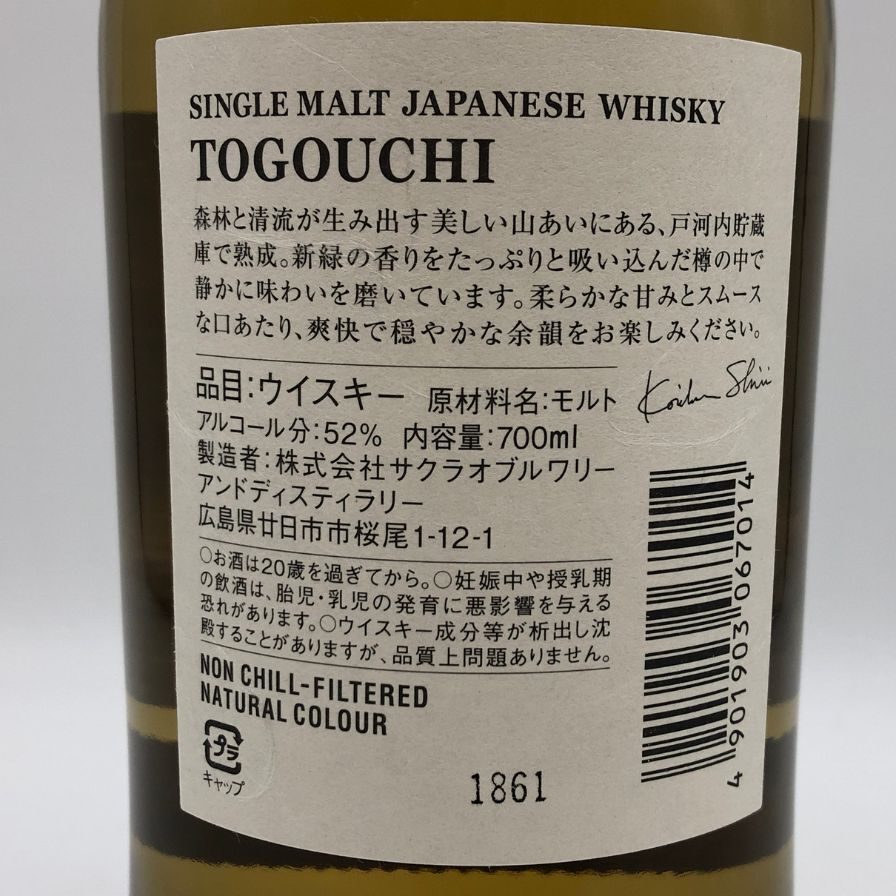 SINGLE MALT JAPANESE WHISKY
TOGOUCHI
森林と清流が生み出す美しい山あいにある、戸河内貯蔵
庫で熟成。新緑の香りをたっぷりと吸い込んだ樽の中で
静かに味わいを磨いています。柔らかな甘みとスムース
な口あたり、爽快で穏やかな余韻をお楽しみください。
品目:ウイスキー 原材料名:モルト
アルコール分:52% 内容量:700ml
製造者:株式会社サクラオブルワリー
アンドディスティラリー
広島県廿日市市桜尾1-12-1
○お酒は20歳を過ぎてから。○妊娠中や授乳期
の飲酒は、胎児・乳児の発育に悪影響を与える
恐れがあります。○ウイスキー成分等が析出し沈
殿することがありますが、品質上問題ありません。
NON CHILL-FILTERED
NATURAL COLOUR
プラ
キャップ
1861
4 901903 067014